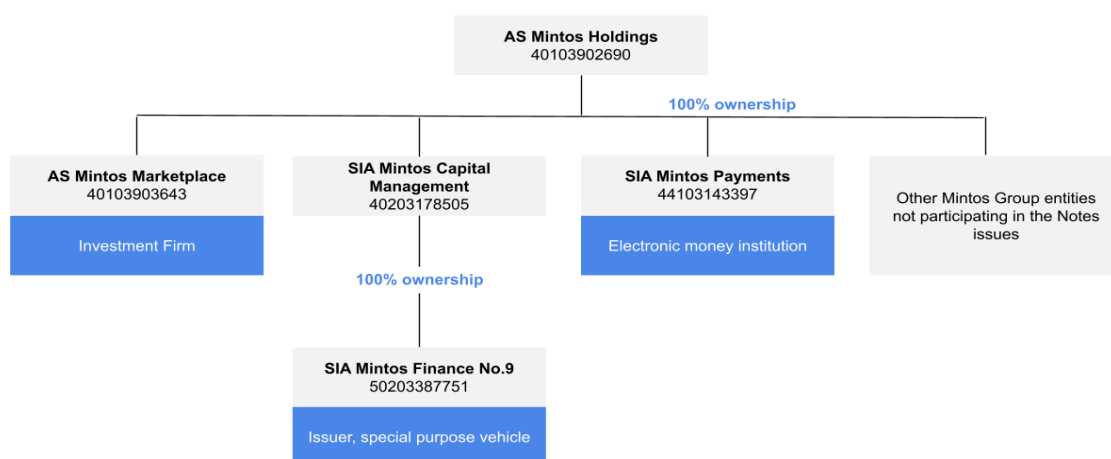 AS Mintos Holdings
40103902690
100% ownership
AS Mintos Marketplace
40103903643
Investment Firm
SIA Mintos Capital
Management
40203178505
SIA Mintos Payments
44103143397
Electronic money institution
Other Mintos Group entities
not participating in the Notes
issues
100% ownership
SIA Mintos Finance No.9
50203387751
Issuer, special purpose vehicle